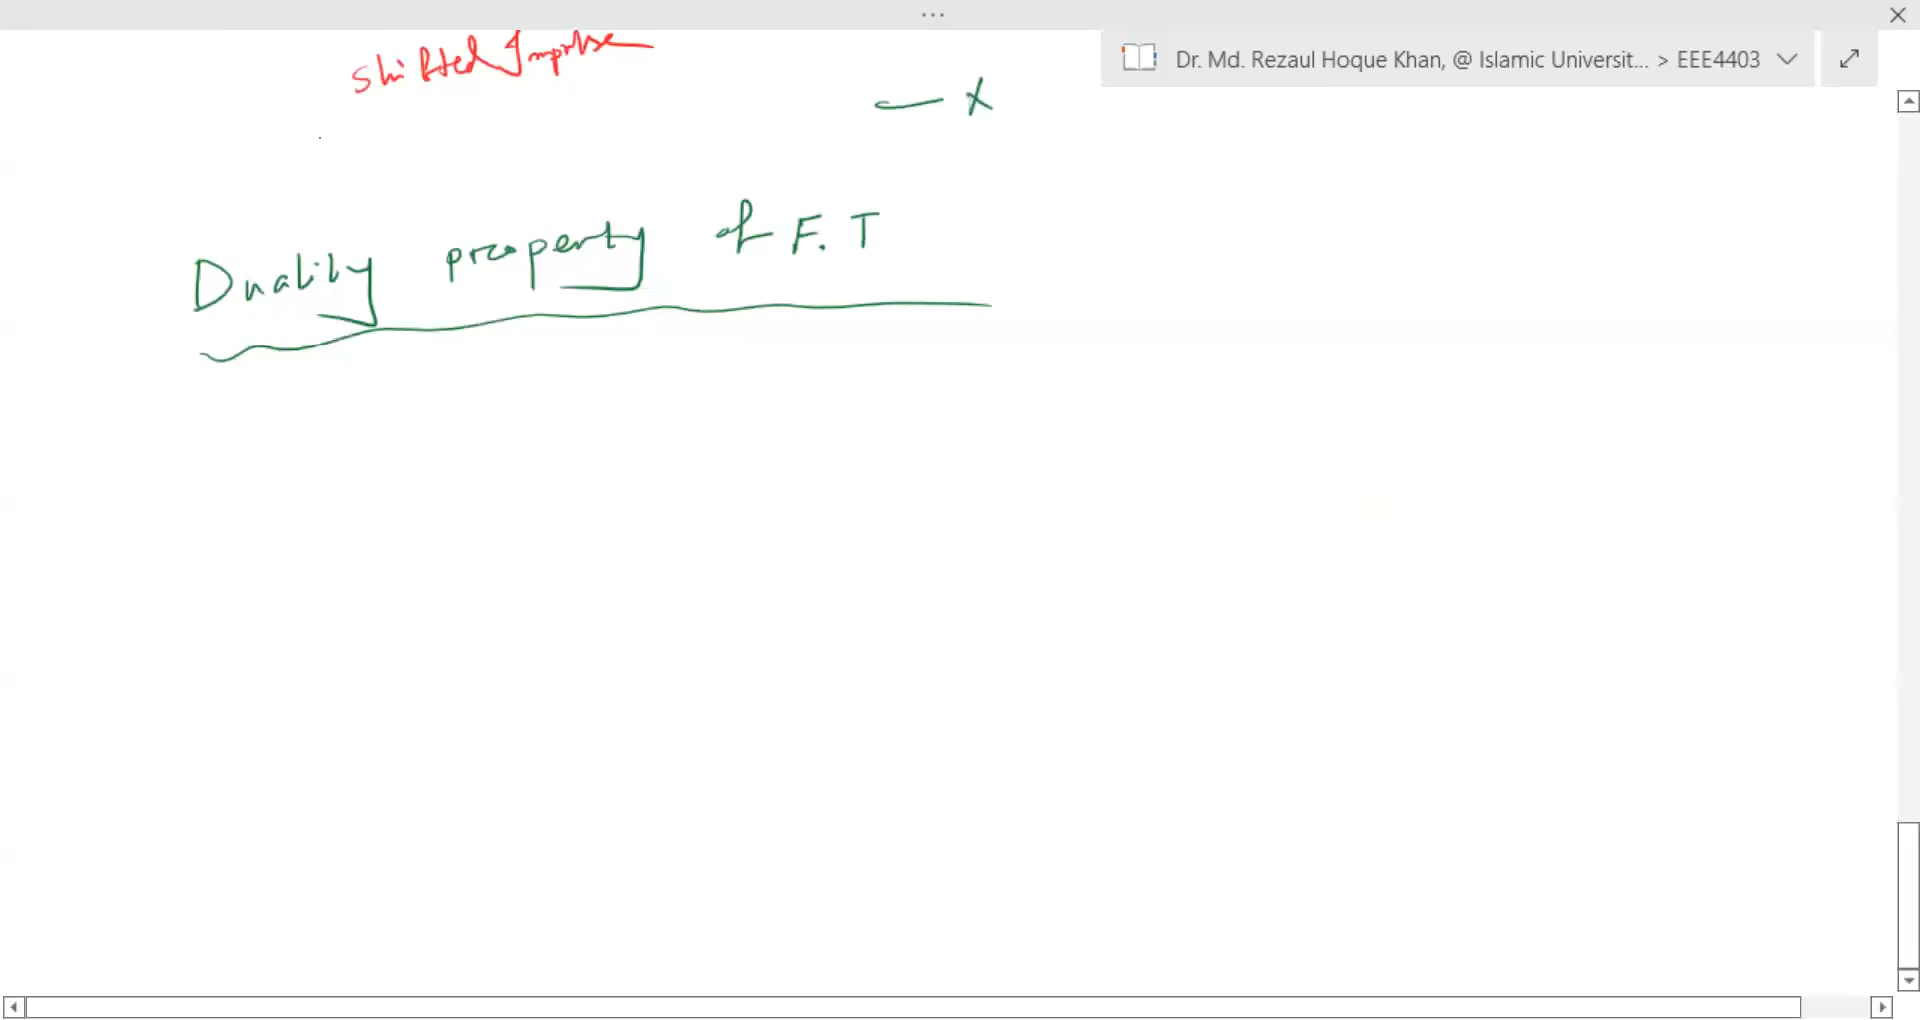 Shifted Impulse
Dr. Md. Rezaul Hoque Khan, @ Islamic Universit... > EEE4403
— X
Duality property of F. T